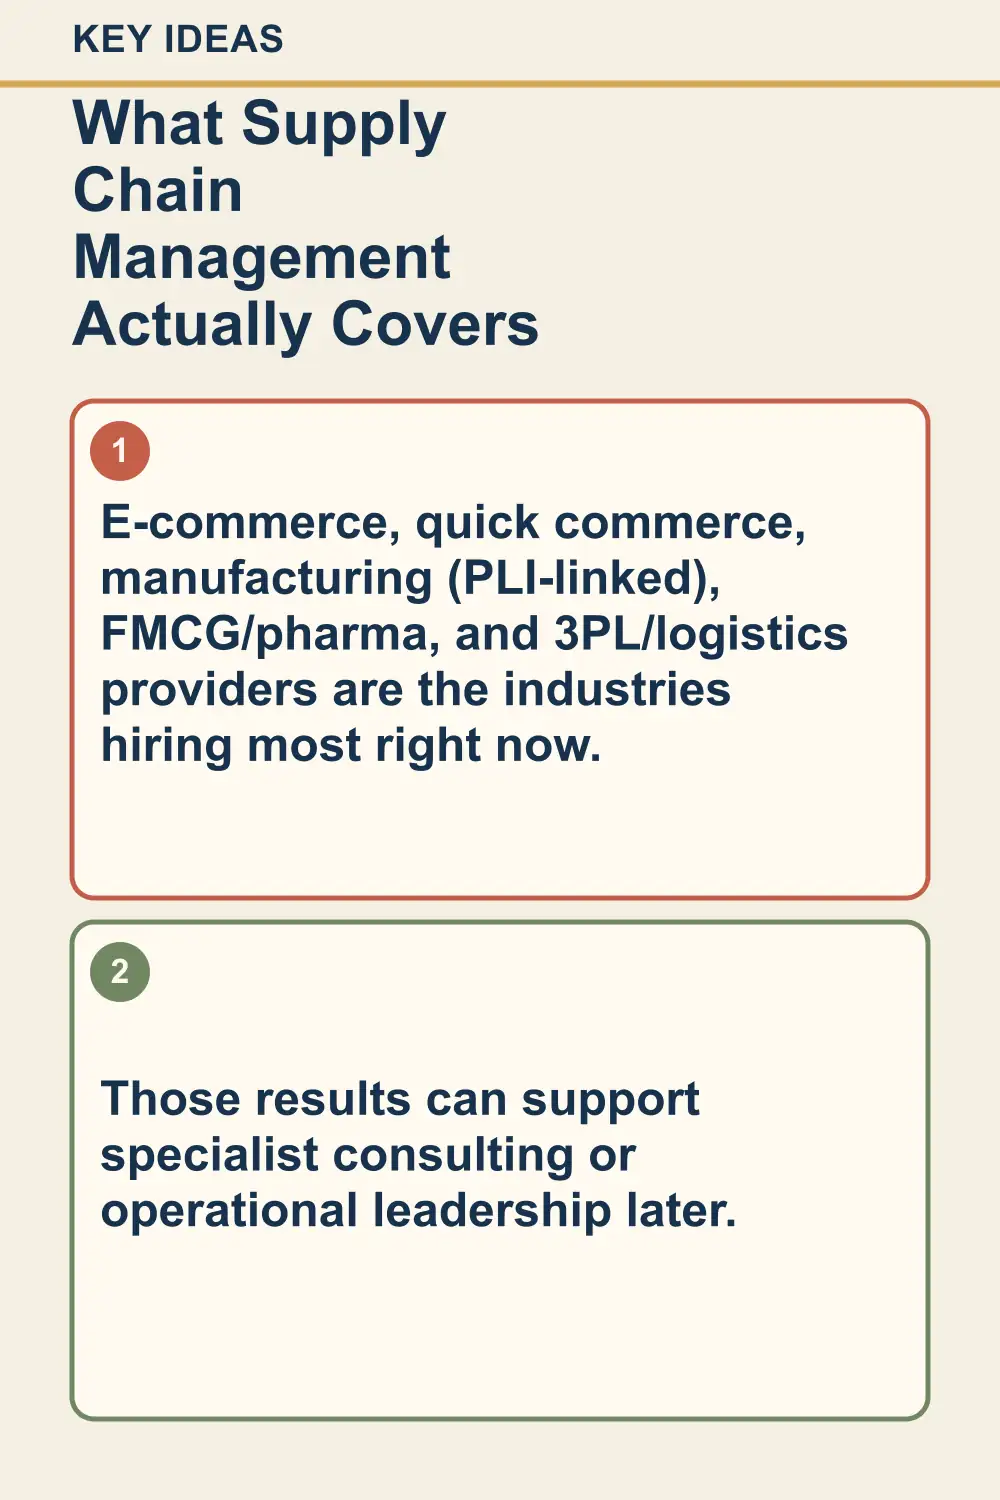 KEY IDEAS
What Supply
Chain
Management
Actually Covers
1
E-commerce, quick commerce,
manufacturing (PLI-linked),
FMCG/pharma, and 3PL/logistics
providers are the industries
hiring most right now.
2
Those results can support
specialist consulting or
operational leadership later.